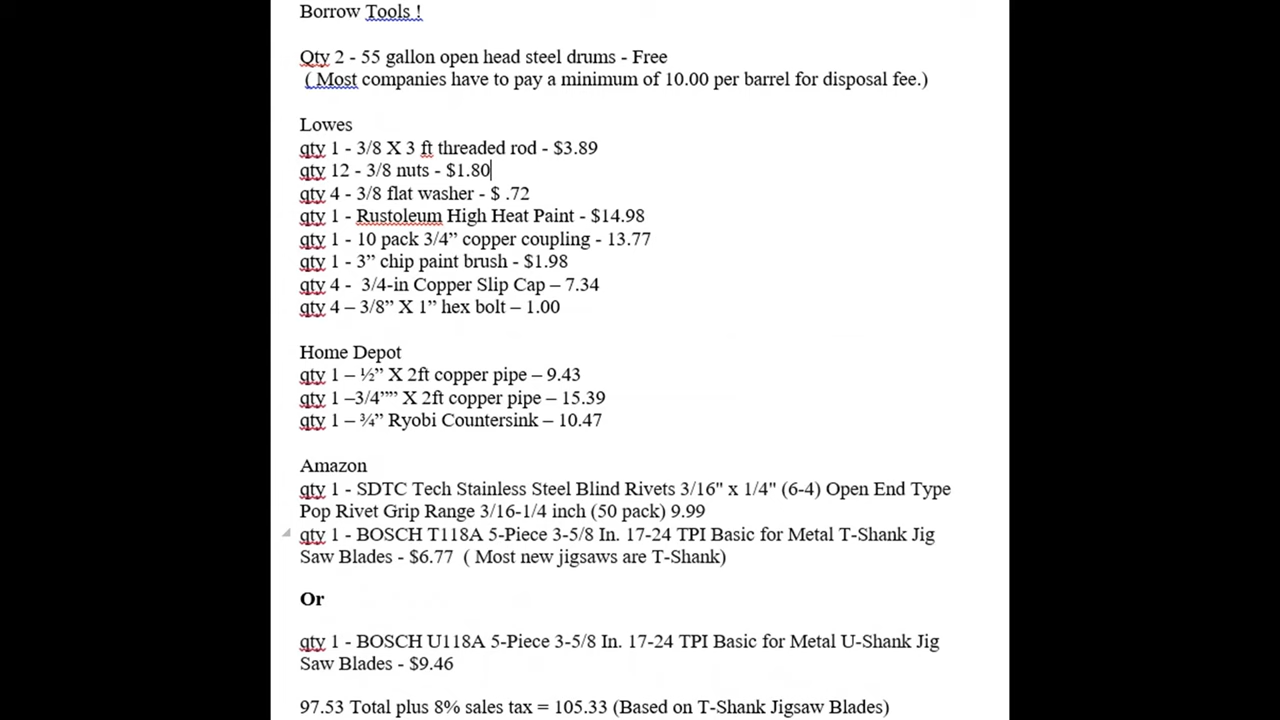 Borrow Tools !
Qty 2 - 55 gallon open head steel drums - Free
( Most companies have to pay a minimum of 10.00 per barrel for disposal fee.)
Lowes
qty 1 - 3/8 X 3 ft threaded rod - $3.89
qty 12 - 3/8 nuts - $1.80
qty 4 - 3/8 flat washer - $ .72
qty 1 - Rustoleum High Heat Paint - $14.98
qty 1 - 10 pack 3/4” copper coupling - 13.77
qty 1 - 3” chip paint brush - $1.98
qty 4 -  3/4-in Copper Slip Cap – 7.34
qty 4 – 3/8” X 1” hex bolt – 1.00
Home Depot
qty 1 – ½” X 2ft copper pipe – 9.43
qty 1 –3/4”” X 2ft copper pipe – 15.39
qty 1 – ¾” Ryobi Countersink – 10.47
Amazon
qty 1 - SDTC Tech Stainless Steel Blind Rivets 3/16" x 1/4" (6-4) Open End Type
Pop Rivet Grip Range 3/16-1/4 inch (50 pack) 9.99
qty 1 - BOSCH T118A 5-Piece 3-5/8 In. 17-24 TPI Basic for Metal T-Shank Jig
Saw Blades - $6.77  ( Most new jigsaws are T-Shank)
Or
qty 1 - BOSCH U118A 5-Piece 3-5/8 In. 17-24 TPI Basic for Metal U-Shank Jig
Saw Blades - $9.46
97.53 Total plus 8% sales tax = 105.33 (Based on T-Shank Jigsaw Blades)